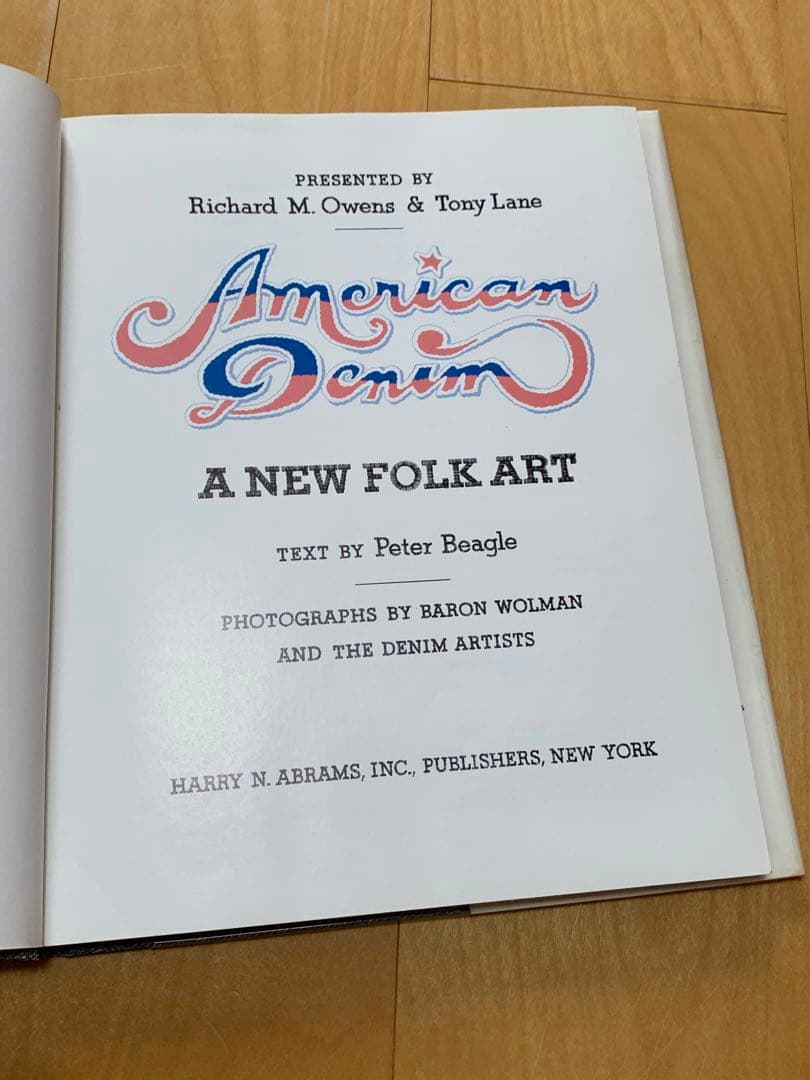 PRESENTED BY
Richard M. Owens & Tony Lane
American
Denim
A NEW FOLK ART
TEXT BY Peter Beagle
PHOTOGRAPHS BY BARON WOLMAN
AND THE DENIM ARTISTS
HARRY N. ABRAMS, INC., PUBLISHERS, NEW YORK